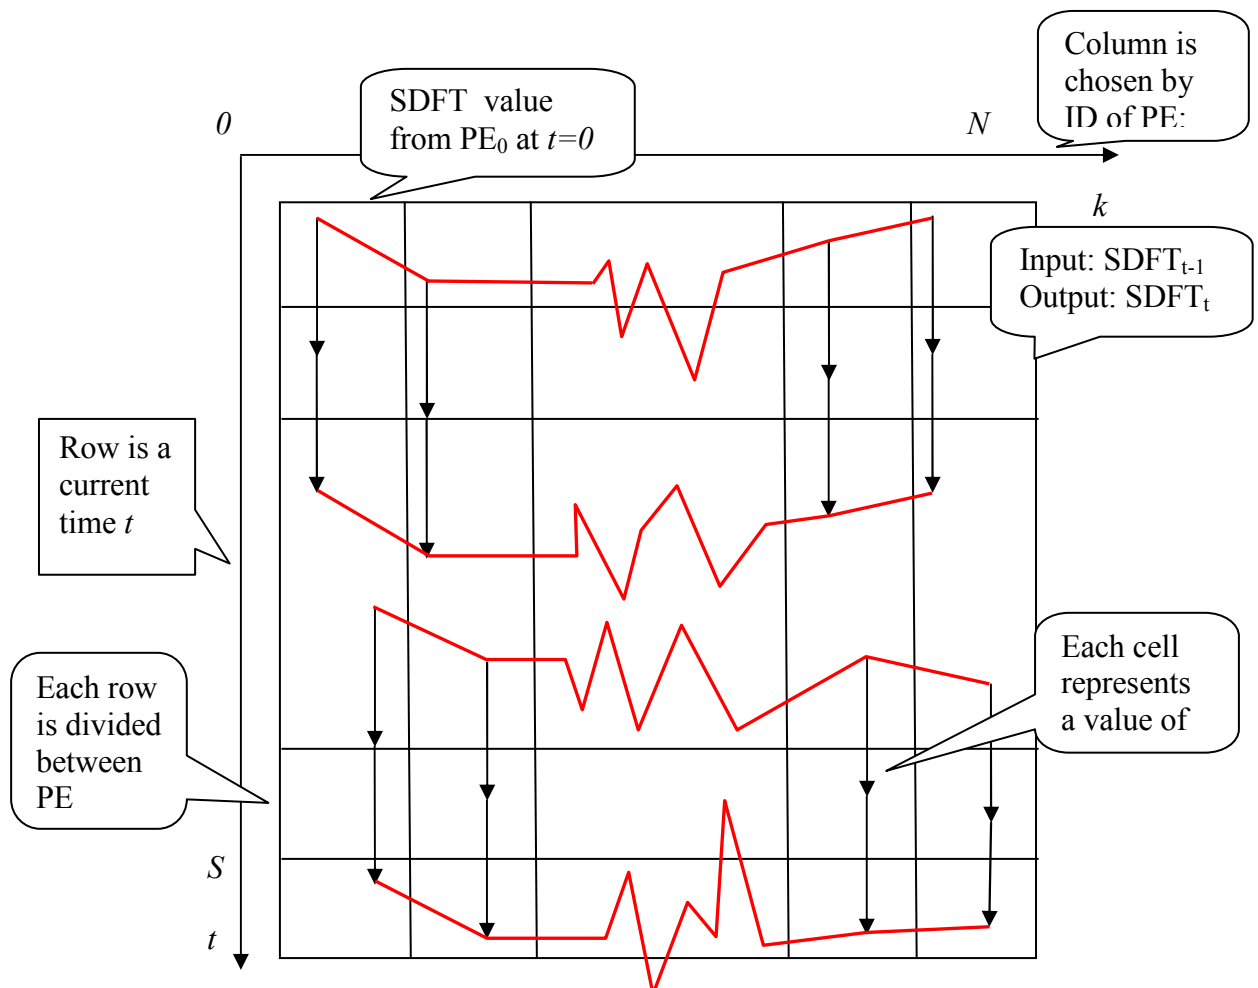 Column is
chosen by
ID of PE:
SDFT value
from PE₀ at t=0
0
N
k
Input: SDFTₜ₋₁
Output: SDFTₜ
Row is a
current
time t
Each cell
represents
a value of
Each row
is divided
between
PE
S
t